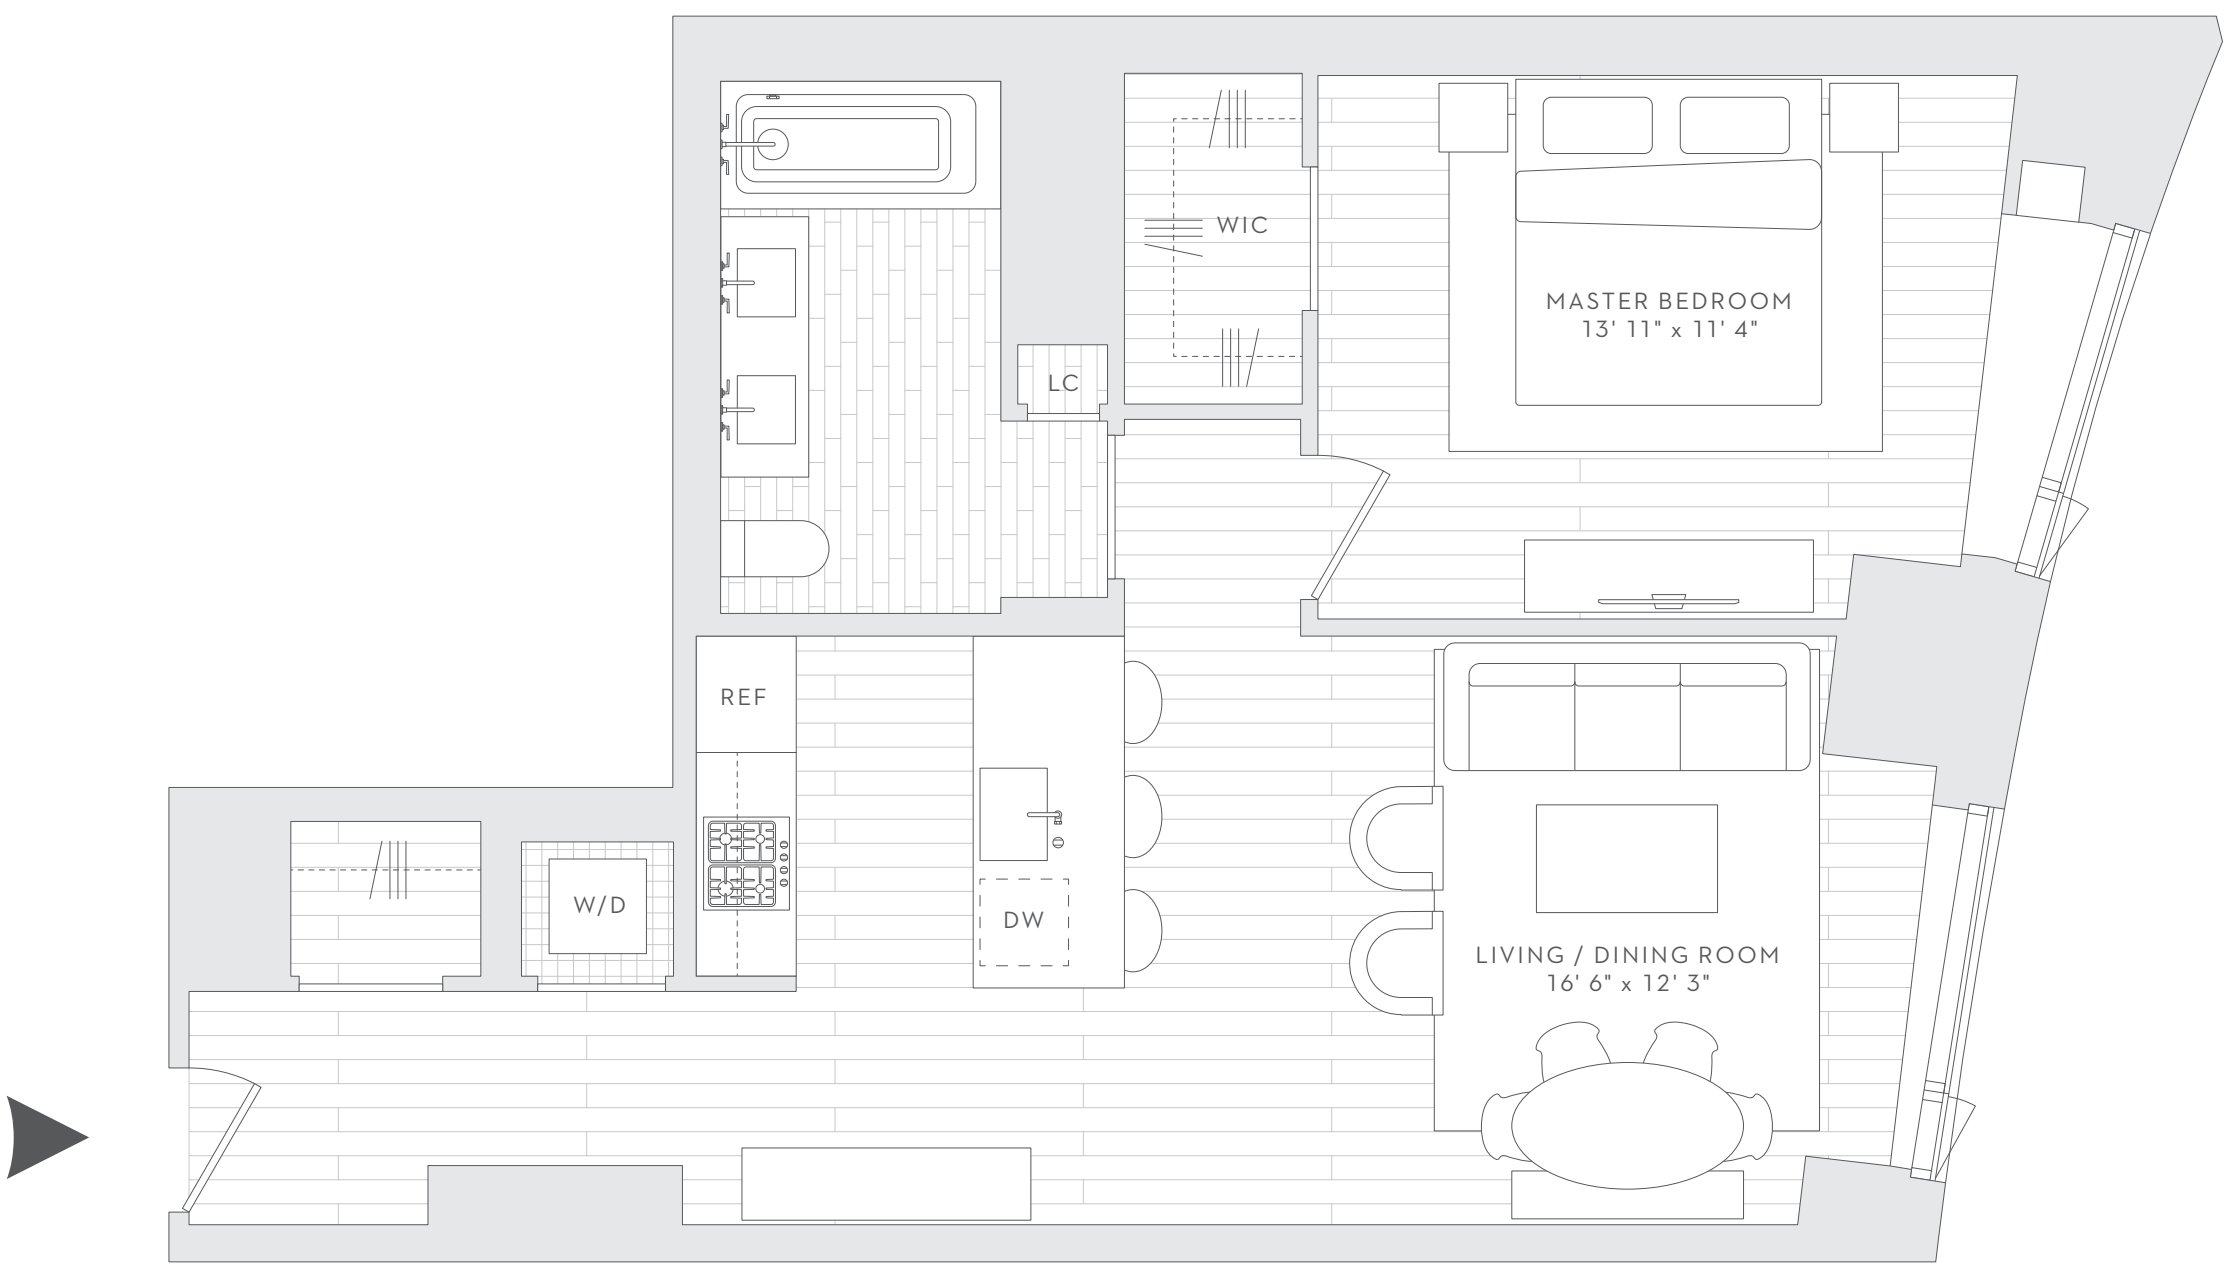 WIC
MASTER BEDROOM
13' 11" x 11' 4"
LC
REF
W/D
DW
LIVING / DINING ROOM
16' 6" x 12' 3"